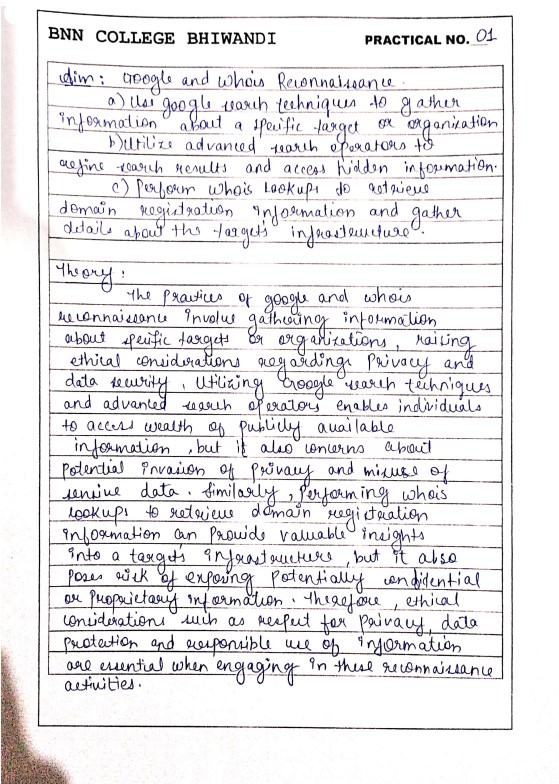 BNN COLLEGE BHIWANDI
PRACTICAL NO. 01
Aim: Google and whois Reconnaissance.
a) Use google search techniques to gather
information about a specific target or organization
b) Utilize advanced search operators to
refine search results and access hidden information.
c) Perform whois Lookups to retrieve
domain registration information and gather
details about the targets infrastructure.
Theory:
The Practices of google and whois
reconnaissance involve gathering information
about specific targets or organizations, raising
ethical considerations regarding Privacy and
data security. Utilizing Google search techniques
and advanced search operators enables individuals
to access wealth of publicly available
information, but it also concerns about
potential invasion of privacy and misuse of
sensive data. Similarly, performing whois
lookups to retrieve domain registration
information can provide valuable insights
into a targets infrastructure, but it also
poses risk of exposing potentially confidential
or proprietary information. Therefore, ethical
considerations such as respect for privacy, data
protection and responsible use of information
are essential when engaging in these reconnaissance
activities.